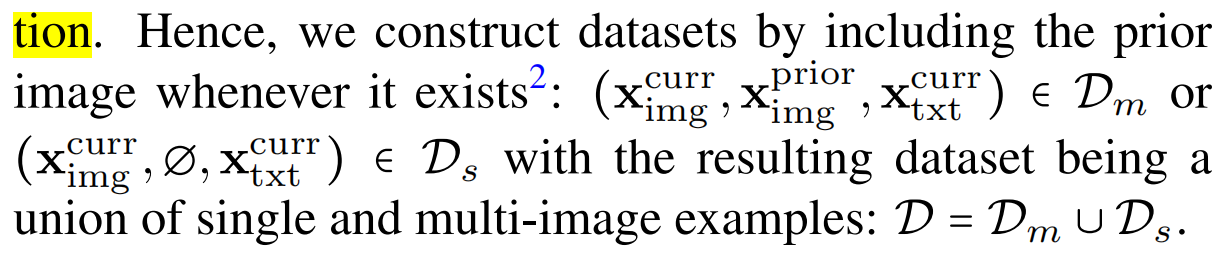 tion. Hence, we construct datasets by including the prior
image whenever it exists²: (x_img^curr, x_img^prior, x_txt^curr) ∈ 𝒟_m or
(x_img^curr, ∅, x_txt^curr) ∈ 𝒟_s with the resulting dataset being a
union of single and multi-image examples: 𝒟 = 𝒟_m ∪ 𝒟_s.